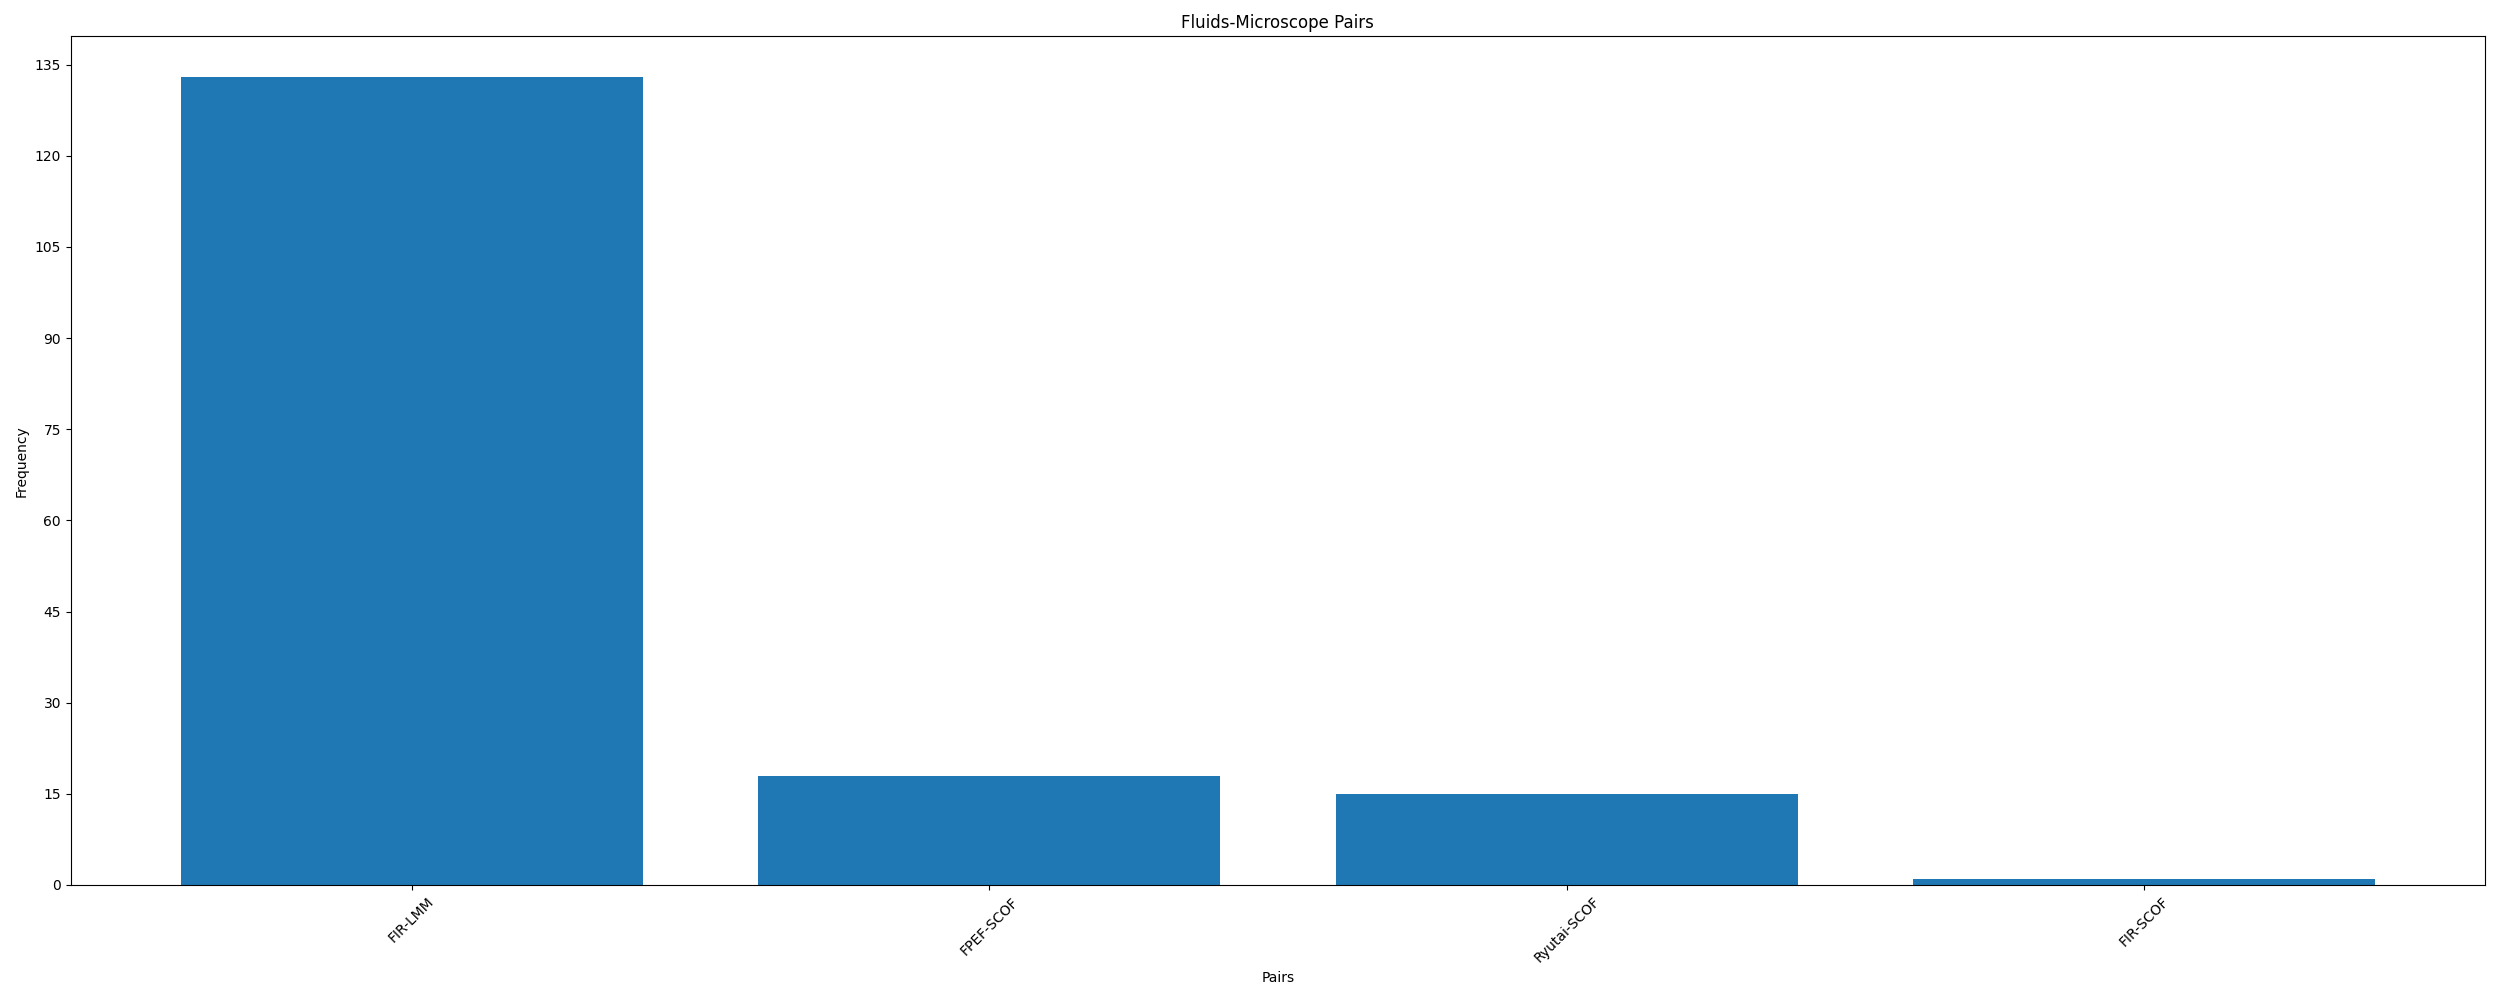 Fluids-Microscope Pairs
Frequency
135
120
105
90
75
60
45
30
15
0
FIR-LMM
FPEF-SCOF
Ryutai-SCOF
FIR-SCOF
Pairs